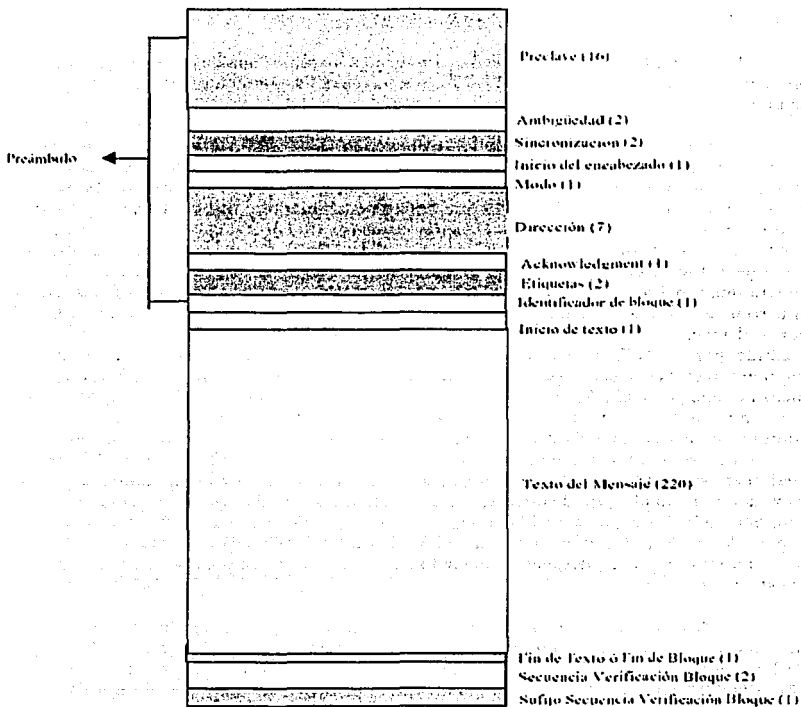 Preclave (16)
Ambigüedad (2)
Sincronizacion (2)
Inicio del encabezado (1)
Modo (1)
Preámbulo
Dirección (7)
Acknowledgment (1)
Etiquetas (2)
Identificador de bloque (1)
Inicio de texto (1)
Texto del Mensaje (220)
Fin de Texto ó Fin de Bloque (1)
Secuencia Verificación Bloque (2)
Sufijo Secuencia Verificación Bloque (1)